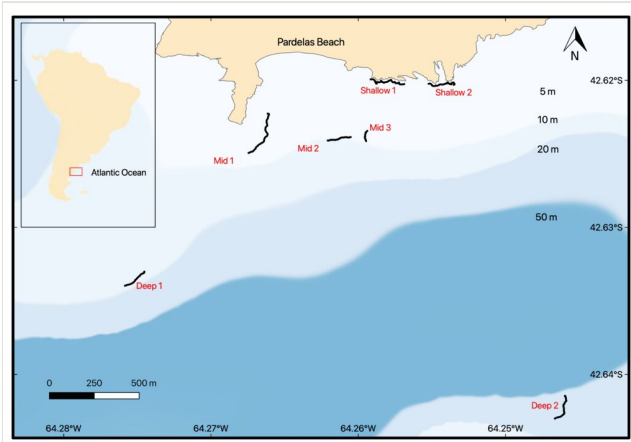 Pardelas Beach
N
42.62°S
Shallow 1
Shallow 2
5 m
10 m
Mid 3
Mid 2
20 m
Mid 1
Atlantic Ocean
50 m
42.63°S
Deep 1
42.64°S
0 250 500 m
Deep 2
64.28°W 64.27°W 64.26°W 64.25°W